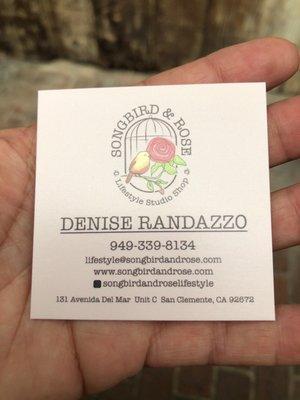 SONGBIRD & ROSE
Lifestyle Studio Shop
DENISE RANDAZZO
949-339-8134
lifestyle@songbirdandrose.com
www.songbirdandrose.com
songbirdandroselifestyle
131 Avenida Del Mar Unit C San Clemente, CA 92672